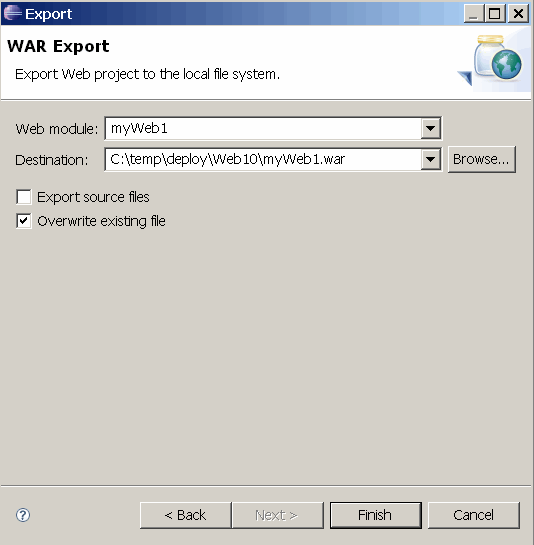 Export
WAR Export
Export Web project to the local file system.
Web module: myWeb1
Destination: C:\temp\deploy\Web10\myWeb1.war Browse...
Export source files
Overwrite existing file
? < Back Next > Finish Cancel